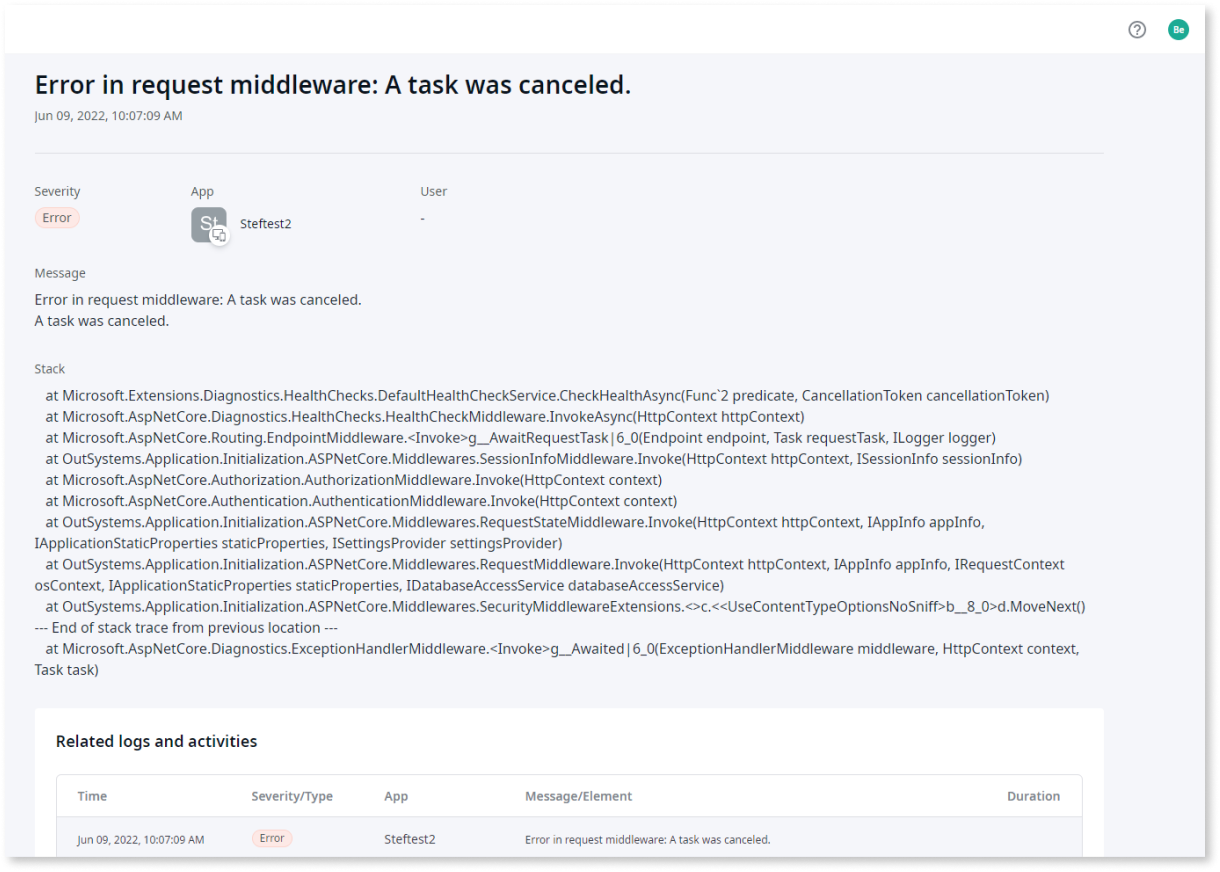 Be
Error in request middleware: A task was canceled.
Jun 09, 2022, 10:07:09 AM
Severity
App
User
Error
St
Steftest2
-
Message
Error in request middleware: A task was canceled.
A task was canceled.
Stack
at Microsoft.Extensions.Diagnostics.HealthChecks.DefaultHealthCheckService.CheckHealthAsync(Func`2 predicate, CancellationToken cancellationToken)
at Microsoft.AspNetCore.Diagnostics.HealthChecks.HealthCheckMiddleware.InvokeAsync(HttpContext httpContext)
at Microsoft.AspNetCore.Routing.EndpointMiddleware.<Invoke>g__AwaitRequestTask|6_0(Endpoint endpoint, Task requestTask, ILogger logger)
at OutSystems.Application.Initialization.ASPNetCore.Midlewares.SessionInfoMiddleware.Invoke(HttpContext httpContext, ISessionInfo sessionInfo)
at Microsoft.AspNetCore.Authorization.AuthorizationMiddleware.Invoke(HttpContext context)
at Microsoft.AspNetCore.Authentication.AuthenticationMiddleware.Invoke(HttpContext context)
at OutSystems.Application.Initialization.ASPNetCore.Middlewares.RequestStateMiddleware.Invoke(HttpContext httpContext, IAppInfo appInfo,
IApplicationStaticProperties staticProperties, ISettingsProvider settingsProvider)
at OutSystems.Application.Initialization.ASPNetCore.Middlewares.RequestMiddleware.Invoke(HttpContext httpContext, IAppInfo appInfo, IRequestContext
osContext, IApplicationStaticProperties staticProperties, IDatabaseAccessService databaseAccessService)
at OutSystems.Application.Initialization.ASPNetCore.Middlewares.SecurityMiddlewareExtensions.<>c.<<UseContentTypeOptionsNoSniff>b__8_0>d.MoveNext()
--- End of stack trace from previous location ---
at Microsoft.AspNetCore.Diagnostics.ExceptionHandlerMiddleware.<Invoke>g__Awaited|6_0(ExceptionHandlerMiddleware middleware, HttpContext context,
Task task)
Related logs and activities
Time Severity/Type App Message/Element Duration
Jun 09, 2022, 10:07:09 AM Error Steftest2 Error in request middleware: A task was canceled.